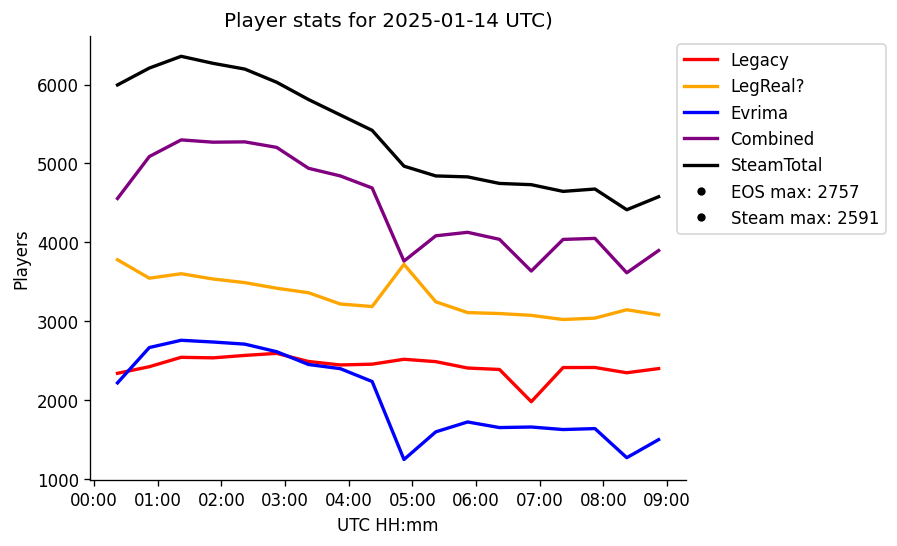 Player stats for 2025-01-14 UTC)
Players
6000
5000
4000
3000
2000
1000
00:00 01:00 02:00 03:00 04:00 05:00 06:00 07:00 08:00 09:00
UTC HH:mm
Legacy
LegReal?
Evrima
Combined
SteamTotal
EOS max: 2757
Steam max: 2591